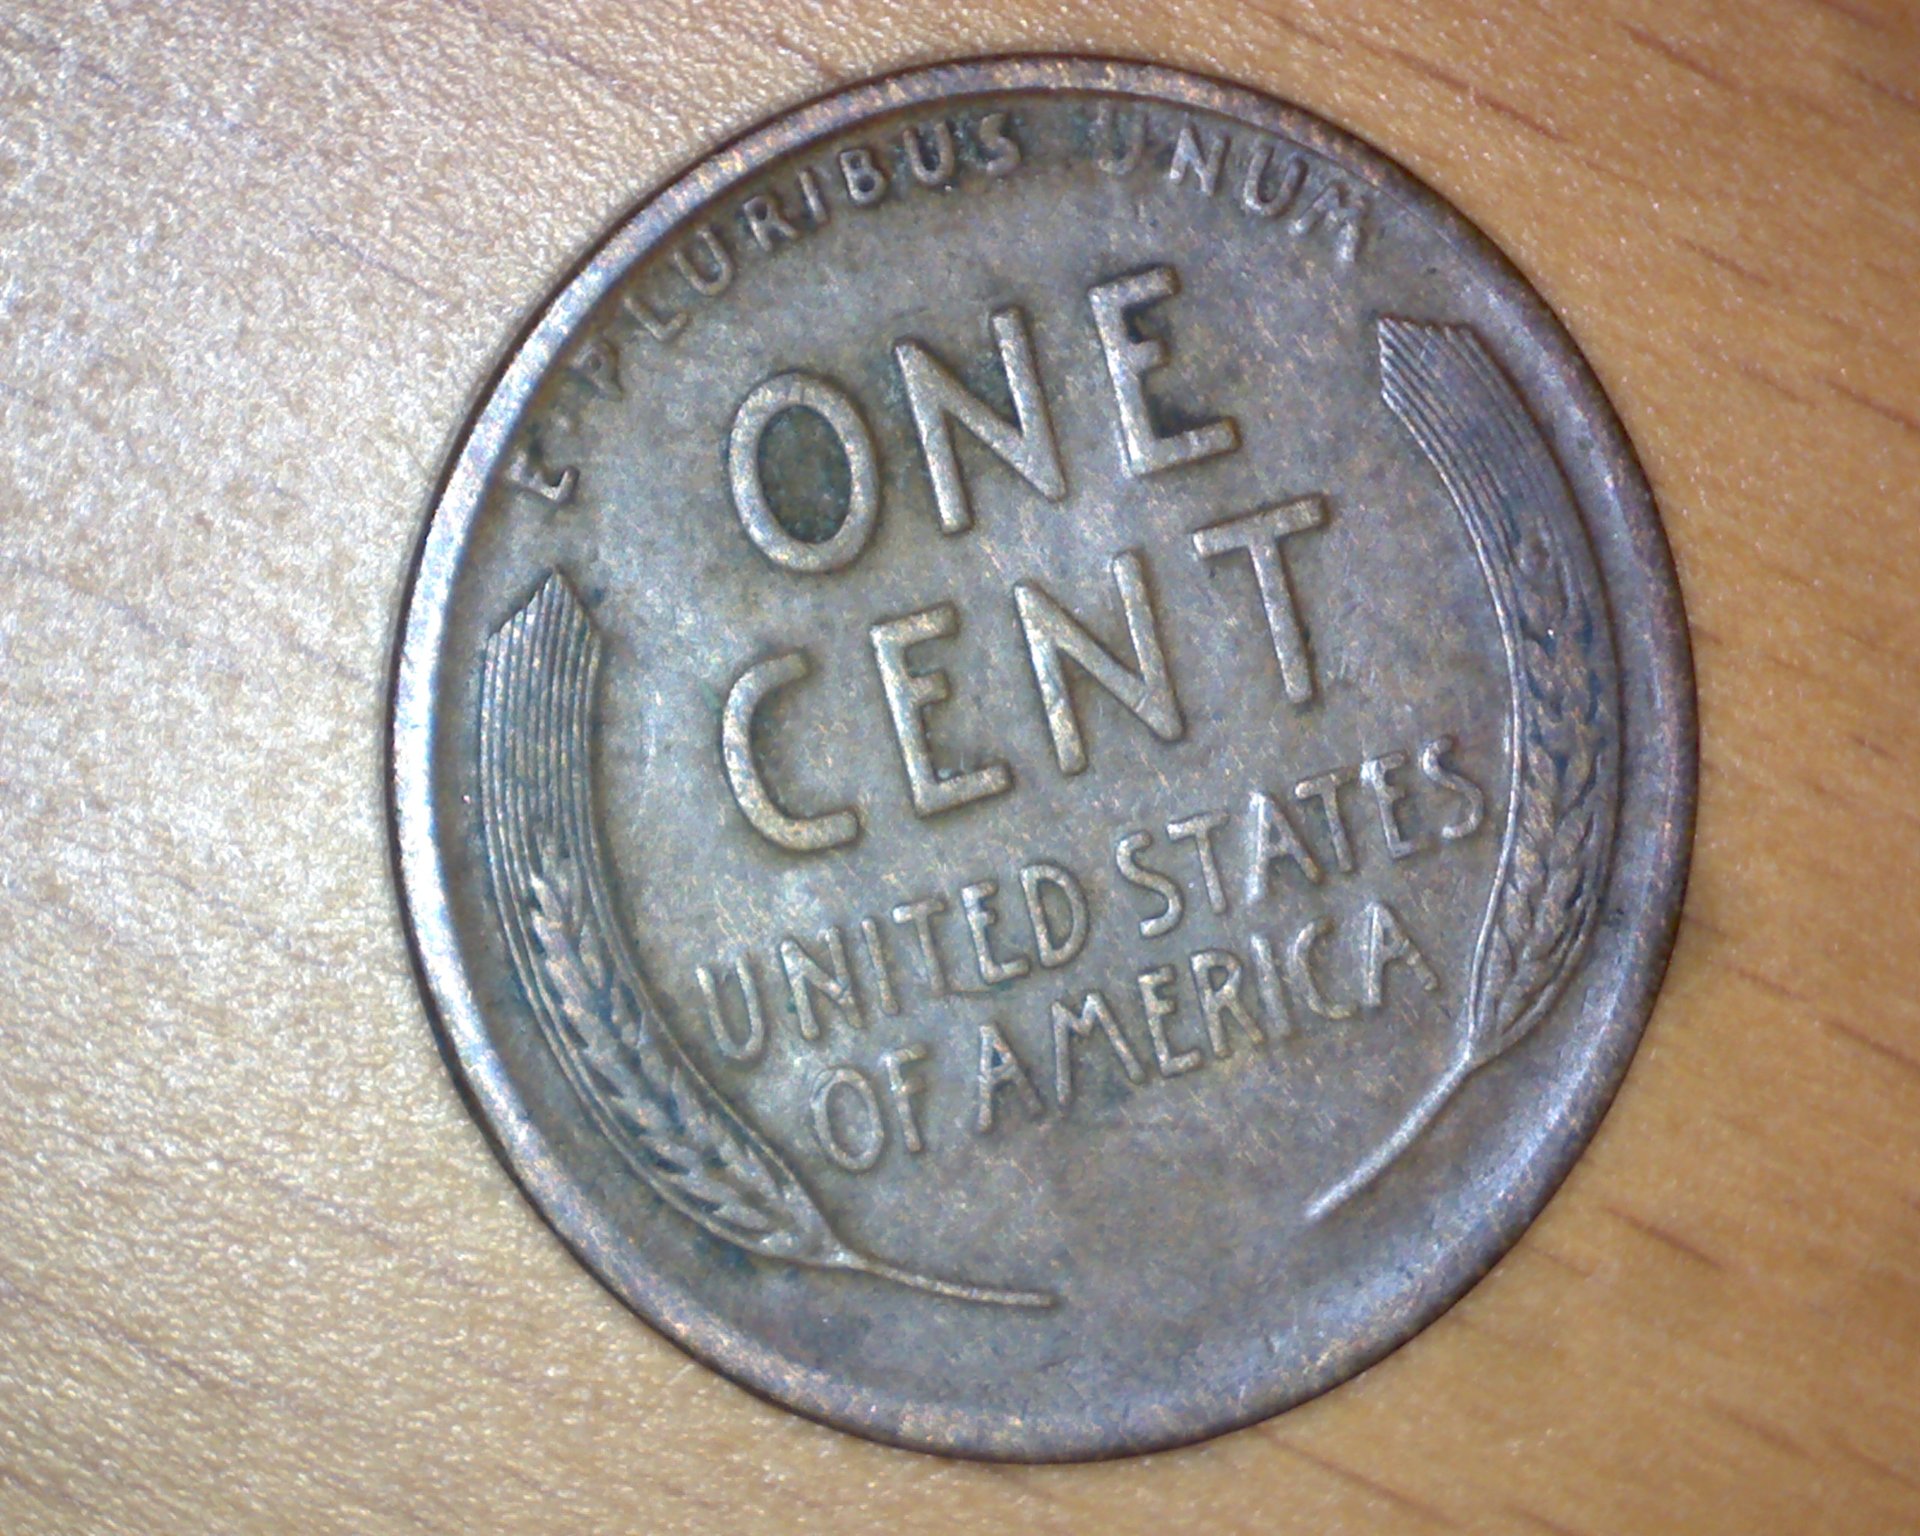 E·PLURIBUS UNUM
ONE
CENT
UNITED STATES
OF AMERICA